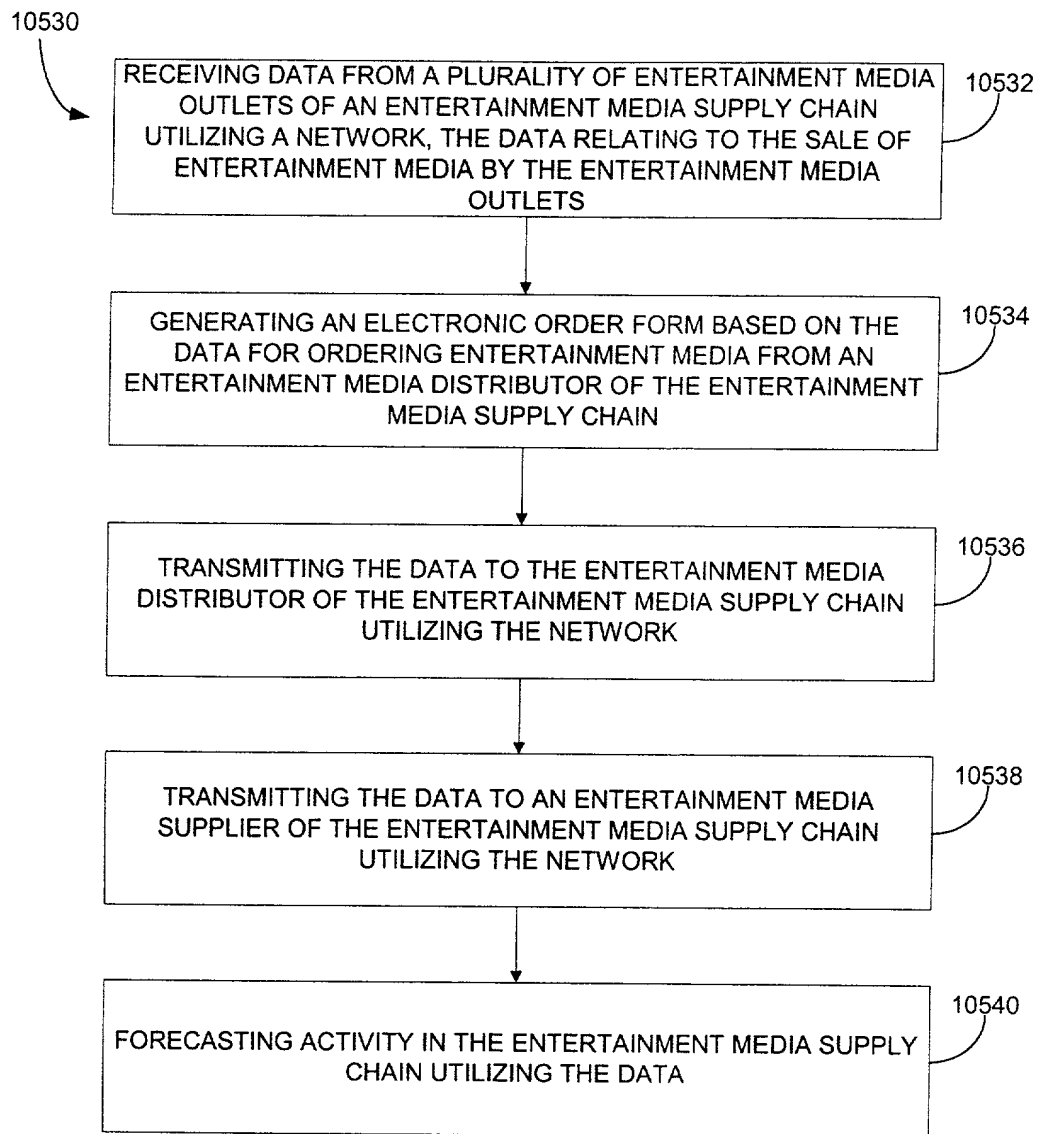 10530
RECEIVING DATA FROM A PLURALITY OF ENTERTAINMENT MEDIA
OUTLETS OF AN ENTERTAINMENT MEDIA SUPPLY CHAIN
UTILIZING A NETWORK, THE DATA RELATING TO THE SALE OF
ENTERTAINMENT MEDIA BY THE ENTERTAINMENT MEDIA
OUTLETS
10532
GENERATING AN ELECTRONIC ORDER FORM BASED ON THE
DATA FOR ORDERING ENTERTAINMENT MEDIA FROM AN
ENTERTAINMENT MEDIA DISTRIBUTOR OF THE ENTERTAINMENT
MEDIA SUPPLY CHAIN
10534
TRANSMITTING THE DATA TO THE ENTERTAINMENT MEDIA
DISTRIBUTOR OF THE ENTERTAINMENT MEDIA SUPPLY CHAIN
UTILIZING THE NETWORK
10536
TRANSMITTING THE DATA TO AN ENTERTAINMENT MEDIA
SUPPLIER OF THE ENTERTAINMENT MEDIA SUPPLY CHAIN
UTILIZING THE NETWORK
10538
FORECASTING ACTIVITY IN THE ENTERTAINMENT MEDIA SUPPLY
CHAIN UTILIZING THE DATA
10540